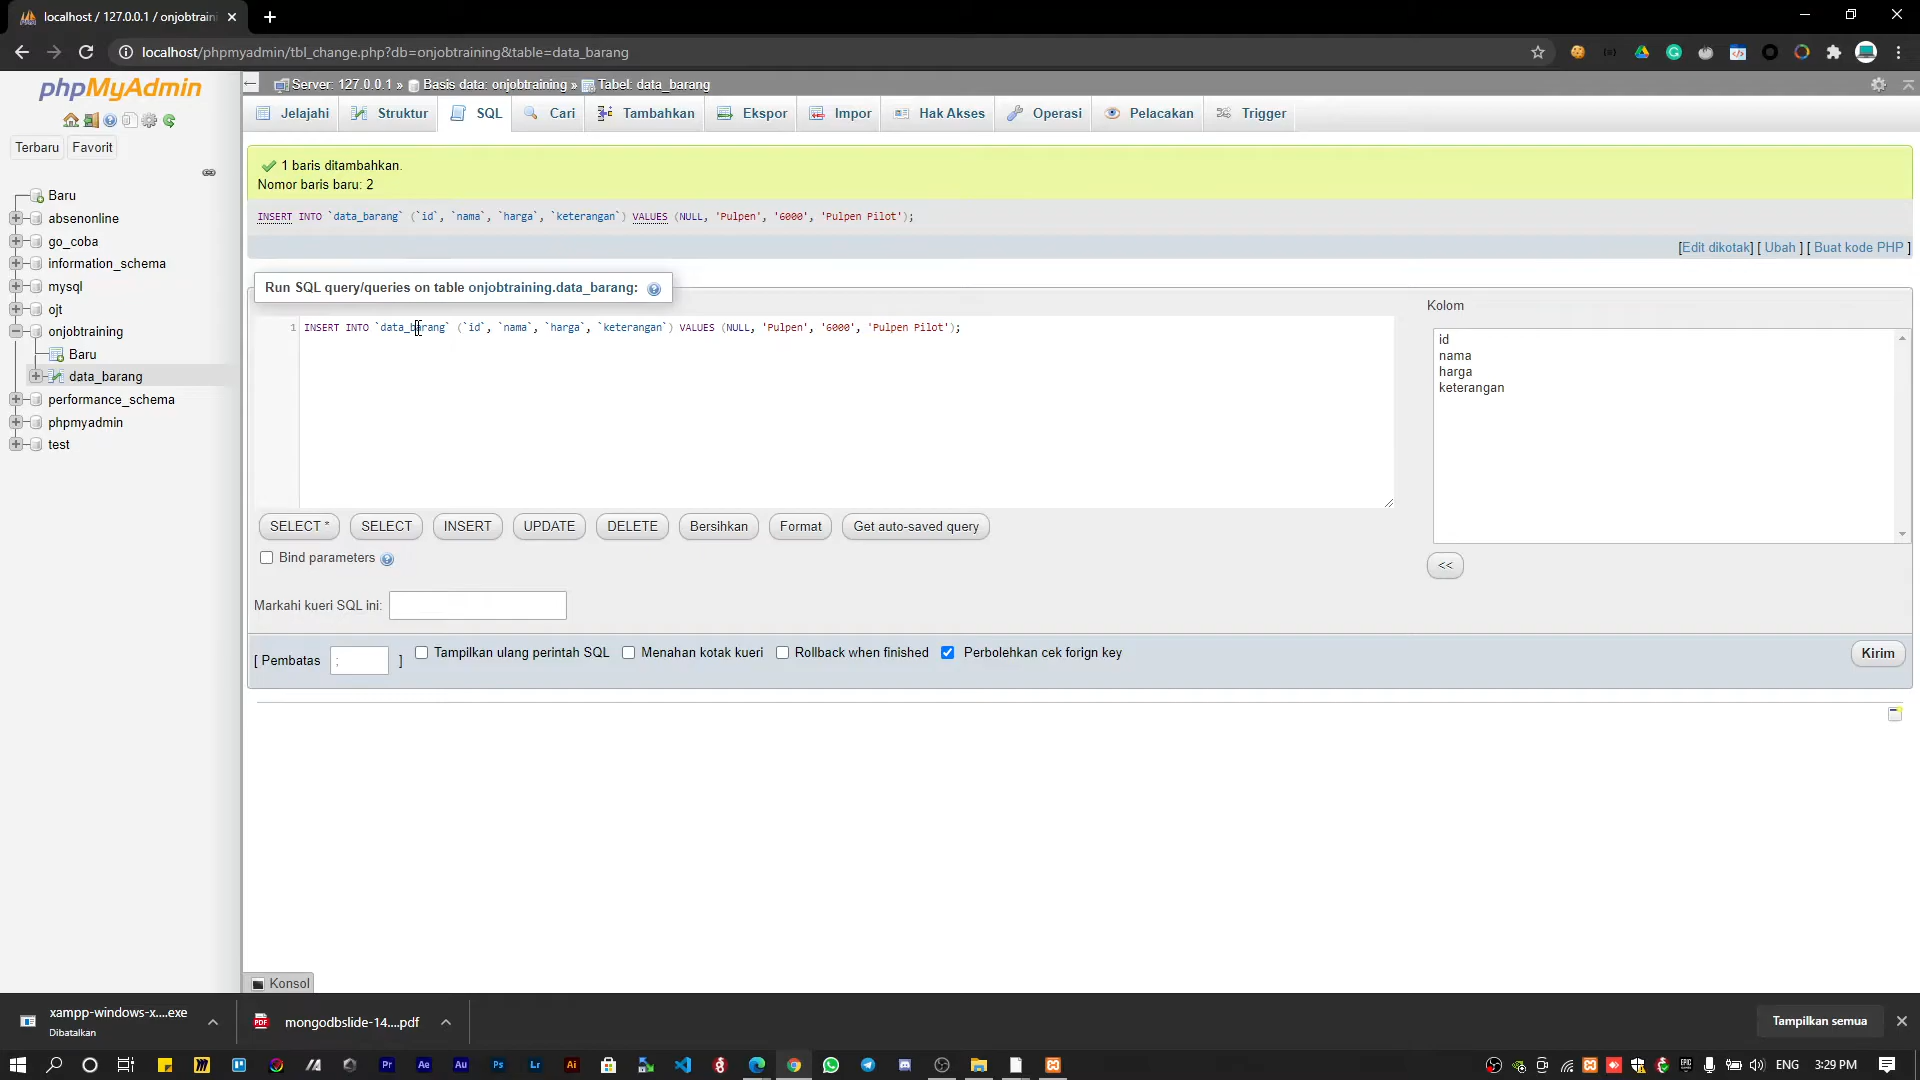 localhost / 127.0.0.1 / onjobtrain
localhost/phpmyadmin/tbl_change.php?db=onjobtraining&table=data_barang
phpMyAdmin
Terbaru
Favorit
Baru
absenonline
go_coba
information_schema
mysql
ojt
onjobtraining
Baru
data_barang
performance_schema
phpmyadmin
test
Server: 127.0.0.1 » Basis data: onjobtraining » Tabel: data_barang
Jelajahi Struktur SQL Cari Tambahkan Ekspor Impor Hak Akses Operasi Pelacakan Trigger
1 baris ditambahkan.
Nomor baris baru: 2
INSERT INTO `data_barang` (`id`, `nama`, `harga`, `keterangan`) VALUES (NULL, 'Pulpen', '6000', 'Pulpen Pilot');
[Edit dikotak] [ Ubah ] [ Buat kode PHP ]
Run SQL query/queries on table onjobtraining.data_barang:
1 INSERT INTO `data_barang` (`id`, `nama`, `harga`, `keterangan`) VALUES (NULL, 'Pulpen', '6000', 'Pulpen Pilot');
Kolom
id
nama
harga
keterangan
SELECT * SELECT INSERT UPDATE DELETE Bersihkan Format Get auto-saved query
<<
Bind parameters
Markahi kueri SQL ini:
[ Pembatas ; ] Tampilkan ulang perintah SQL Menahan kotak kueri Rollback when finished Perbolehkan cek forign key Kirim
Konsol
xampp-windows-x....exe
Dibatalkan
PDF
mongodbslide-14....pdf
Tampilkan semua
Pr Ae Au Ps Lr Ai
ENG 3:29 PM